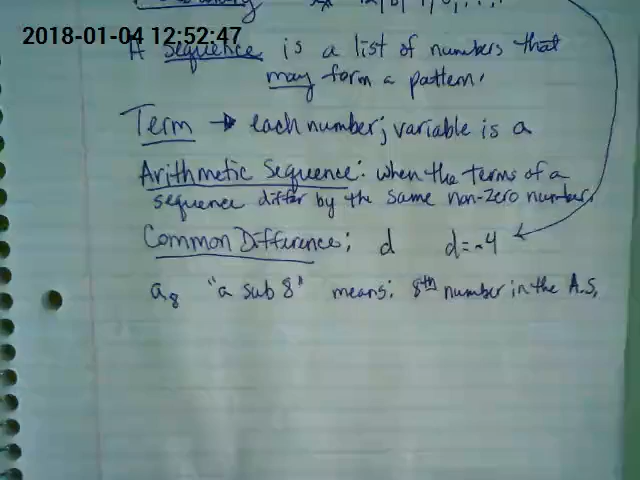 2018-01-04 12:52:47
A sequence is a list of numbers that
may form a pattern.
Term → each number; variable is a
Arithmetic Sequence: when the terms of a
sequence differ by the same non-zero number.
Common Difference: d d=-4
a₈ "a sub 8" means: 8th number in the A.S.